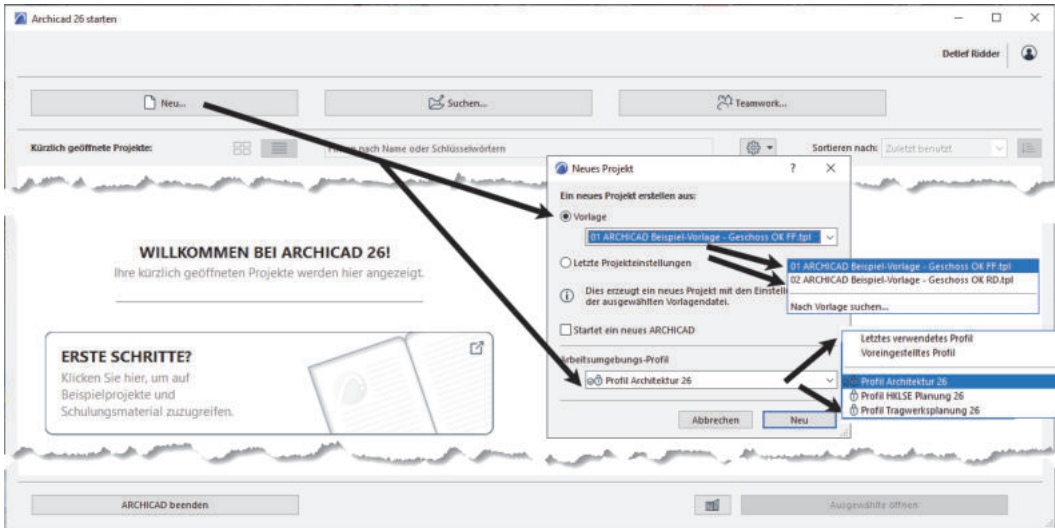 Archicad 26 starten
Detlef Ridder
Neu...
Suchen...
Teamwork...
Kürzlich geöffnete Projekte:
nach Name oder Schlüsselwörtern
Sortieren nach:
Zuletzt benutzt
Neues Projekt
?
Ein neues Projekt erstellen aus:
Vorlage
01 ARCHICAD Beispiel-Vorlage - Geschoss OK FF.tpl
Letzte Projekteinstellungen
01 ARCHICAD Beispiel-Vorlage - Geschoss OK FF.tpl
02 ARCHICAD Beispiel-Vorlage - Geschoss OK RD.tpl
Nach Vorlage suchen...
Dies erzeugt ein neues Projekt mit den Einstell
der ausgewählten Vorlagendatei.
Startet ein neues ARCHICAD
Arbeitsumgebungs-Profil
Profil Architektur 26
Letztes verwendetes Profil
Voreingestelltes Profil
Profil Architektur 26
Profil HKLSE Planung 26
Profil Tragwerksplanung 26
Abbrechen
Neu
WILLKOMMEN BEI ARCHICAD 26!
Ihre kürzlich geöffneten Projekte werden hier angezeigt.
ERSTE SCHRITTE?
Klicken Sie hier, um auf
Beispielprojekte und
Schulungsmaterial zuzugreifen.
ARCHICAD beenden
Ausgewählte öffnen